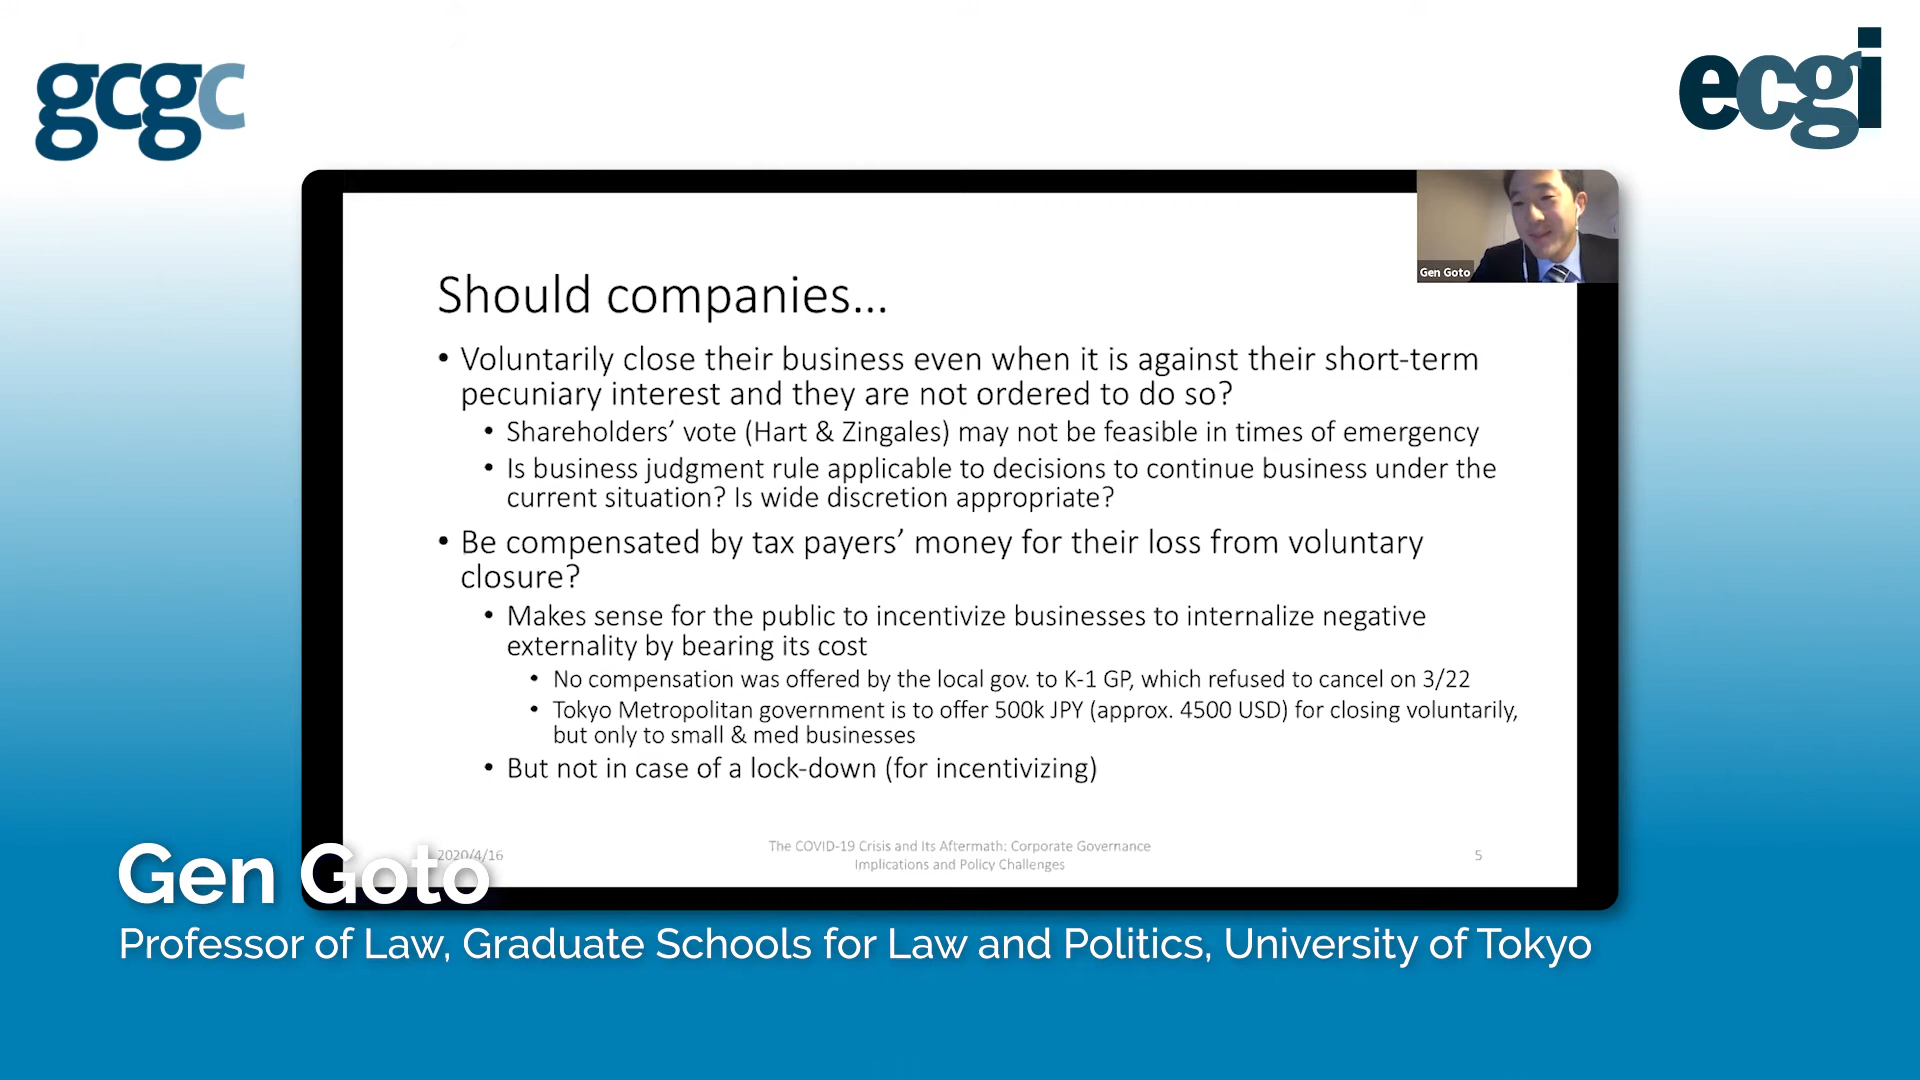 gcgc
ecgi
Gen Goto
Should companies...
• Voluntarily close their business even when it is against their short-term
pecuniary interest and they are not ordered to do so?
• Shareholders’ vote (Hart & Zingales) may not be feasible in times of emergency
• Is business judgment rule applicable to decisions to continue business under the
current situation? Is wide discretion appropriate?
• Be compensated by tax payers’ money for their loss from voluntary
closure?
• Makes sense for the public to incentivize businesses to internalize negative
externality by bearing its cost
• No compensation was offered by the local gov. to K-1 GP, which refused to cancel on 3/22
• Tokyo Metropolitan government is to offer 500k JPY (approx. 4500 USD) for closing voluntarily,
but only to small & med businesses
• But not in case of a lock-down (for incentivizing)
2020/4/16
The COVID-19 Crisis and Its Aftermath: Corporate Governance
Implications and Policy Challenges
5
Gen Goto
Professor of Law, Graduate Schools for Law and Politics, University of Tokyo